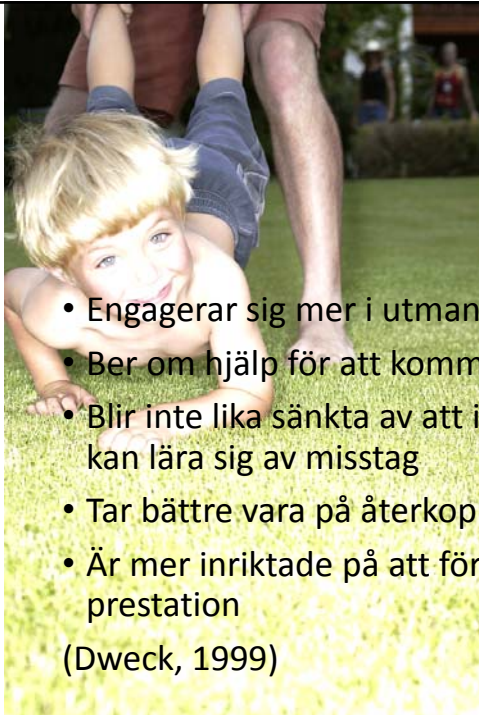 • Engagerar sig mer i utman
• Ber om hjälp för att komm
• Blir inte lika sänkta av att i
kan lära sig av misstag
• Tar bättre vara på återkop
• Är mer inriktade på att för
prestation
(Dweck, 1999)